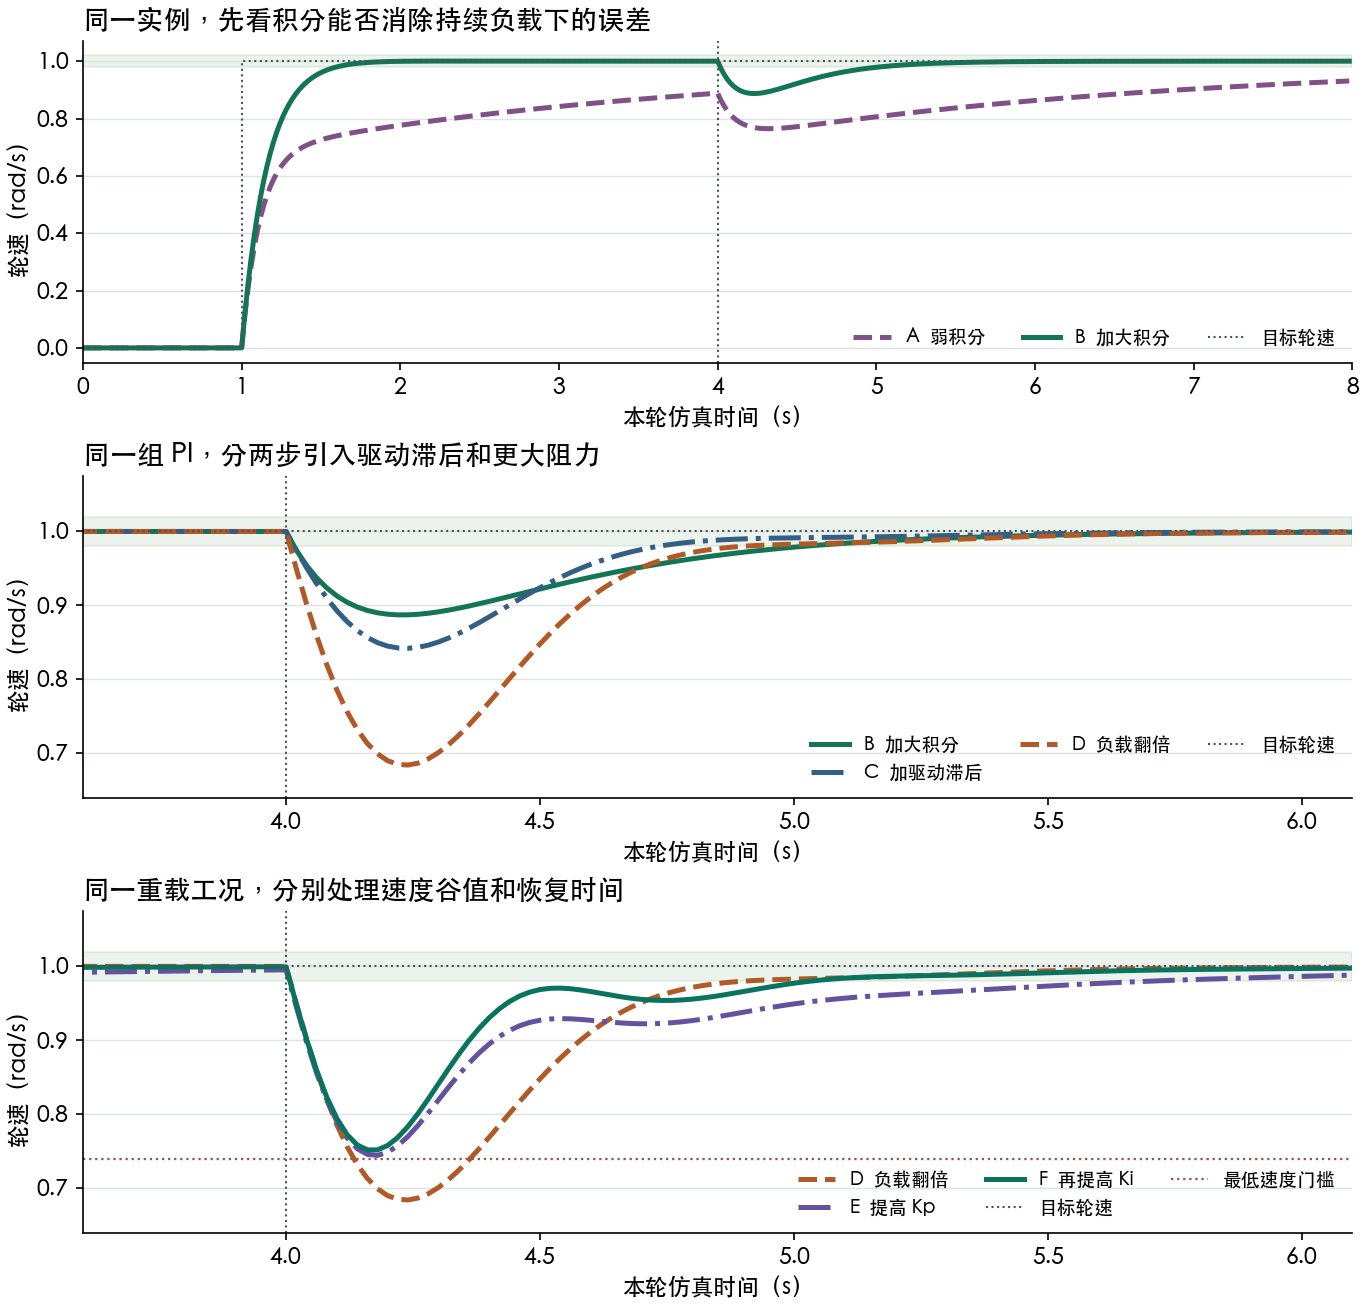 同一实例，先看积分能否消除持续负载下的误差
1.0
0.8
0.6
0.4
0.2
0.0
轮速 (rad/s)
A 弱积分 B 加大积分 目标轮速
0 1 2 3 4 5 6 7 8
本轮仿真时间 (s)
同一组 PI，分两步引入驱动滞后和更大阻力
1.0
0.9
0.8
0.7
轮速 (rad/s)
B 加大积分 D 负载翻倍 目标轮速
C 加驱动滞后
4.0 4.5 5.0 5.5 6.0
本轮仿真时间 (s)
同一重载工况，分别处理速度谷值和恢复时间
1.0
0.9
0.8
0.7
轮速 (rad/s)
D 负载翻倍 F 再提高 Ki 最低速度门槛
E 提高 Kp 目标轮速
4.0 4.5 5.0 5.5 6.0
本轮仿真时间 (s)